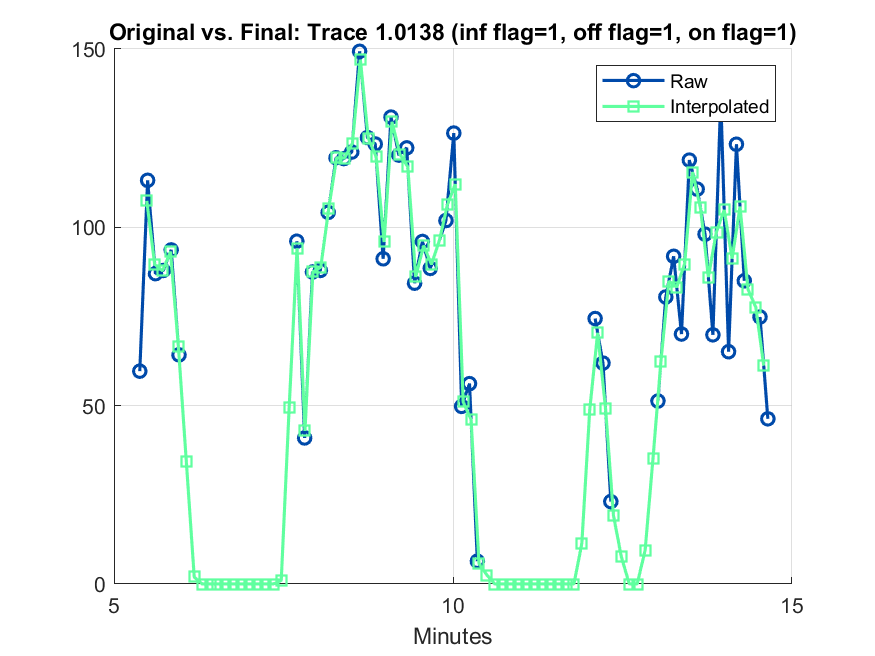 Original vs. Final: Trace 1.0138 (inf flag=1, off flag=1, on flag=1)
150
Raw
Interpolated
100
50
0
5
10
15
Minutes